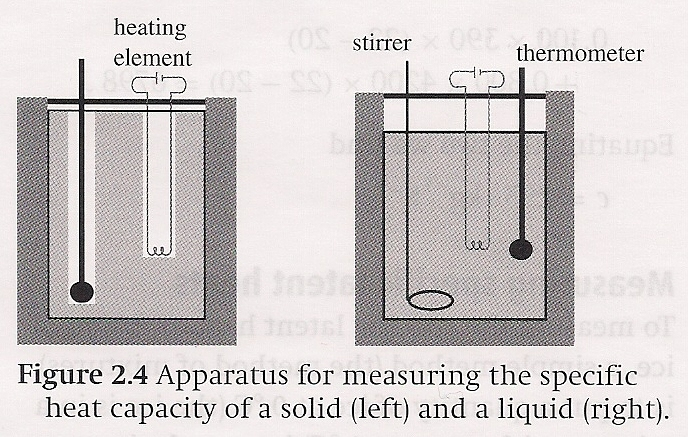 heating
element
stirrer
thermometer
Figure 2.4 Apparatus for measuring the specific
heat capacity of a solid (left) and a liquid (right).